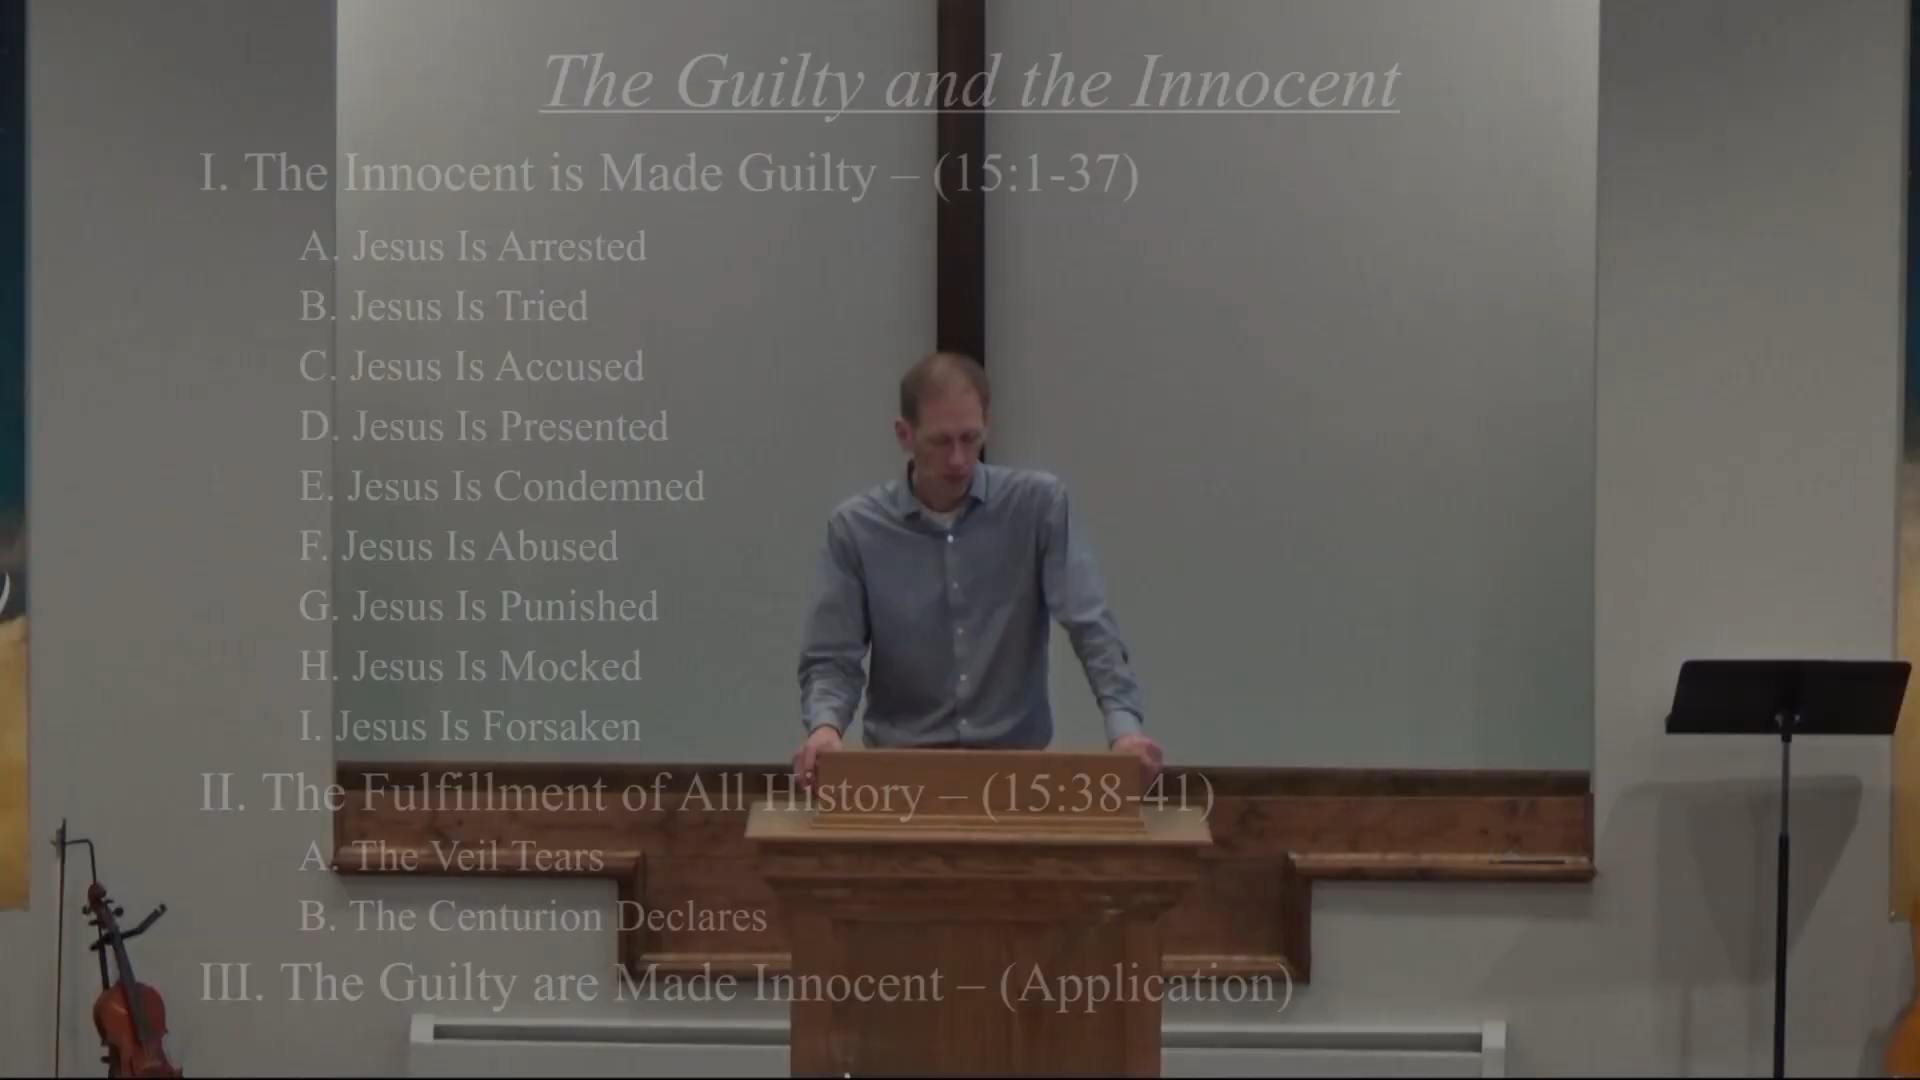 The Guilty and the Innocent
I. The Innocent is Made Guilty – (15:1-37)
A. Jesus Is Arrested
B. Jesus Is Tried
C. Jesus Is Accused
D. Jesus Is Presented
E. Jesus Is Condemned
F. Jesus Is Abused
G. Jesus Is Punished
H. Jesus Is Mocked
I. Jesus Is Forsaken
II. The Fulfillment of All History – (15:38-41)
A. The Veil Tears
B. The Centurion Declares
III. The Guilty are Made Innocent – (Application)